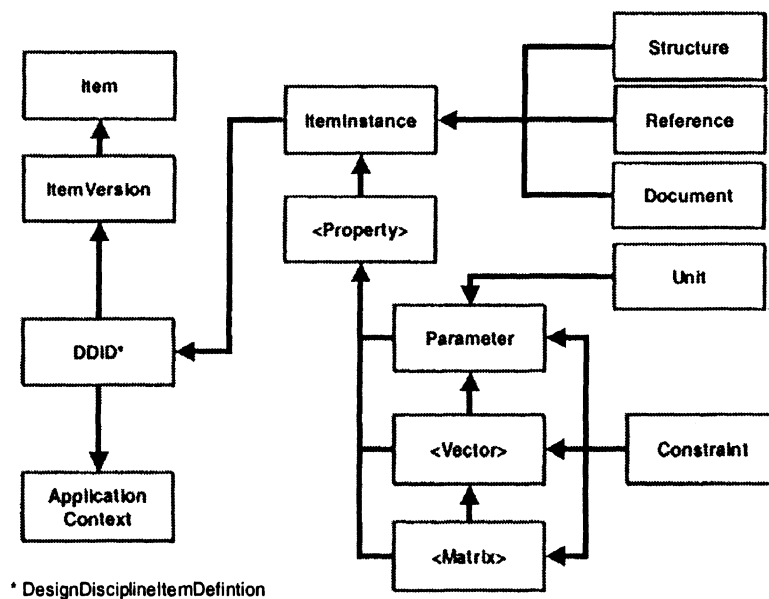 Structure
Item
ItemInstance
Reference
ItemVersion
Document
<Property>
Unit
DDID*
Parameter
<Vector>
Constraint
Application
Context
<Matrix>
* DesignDisciplineItemDefintion